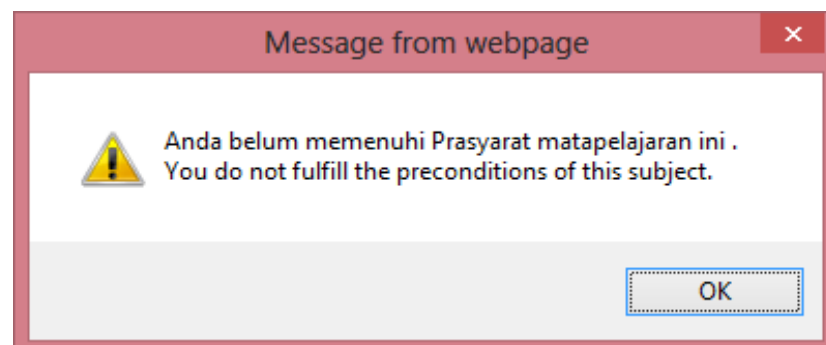 Message from webpage
Anda belum memenuhi Prasyarat matapelajaran ini .
You do not fulfill the preconditions of this subject.
OK